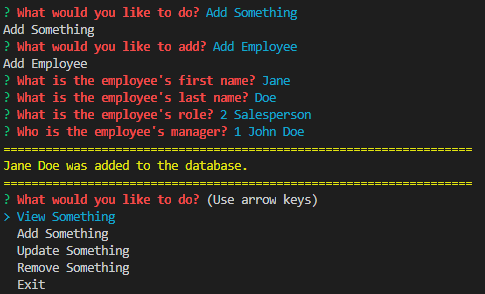 ? What would you like to do? Add Something
Add Something
? What would you like to add? Add Employee
Add Employee
? What is the employee's first name? Jane
? What is the employee's last name? Doe
? What is the employee's role? 2 Salesperson
? Who is the employee's manager? 1 John Doe
===================================================================
Jane Doe was added to the database.
===================================================================
? What would you like to do? (Use arrow keys)
> View Something
  Add Something
  Update Something
  Remove Something
  Exit